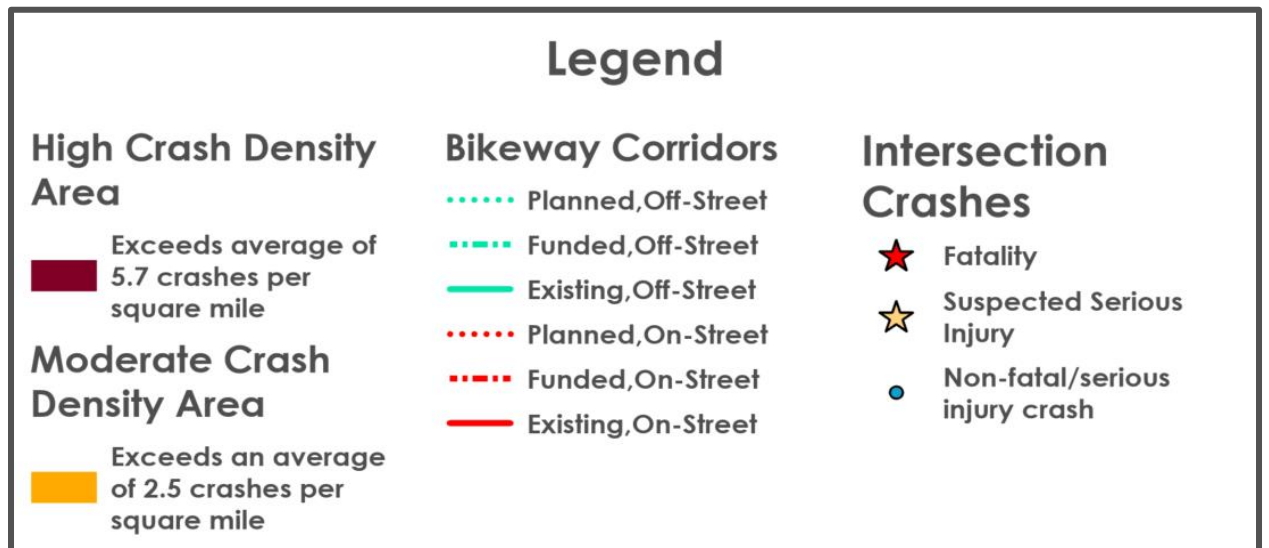 Legend
High Crash Density
Area
Exceeds average of
5.7 crashes per
square mile
Moderate Crash
Density Area
Exceeds an average
of 2.5 crashes per
square mile
Bikeway Corridors
Planned,Off-Street
Funded,Off-Street
Existing,Off-Street
Planned,On-Street
Funded,On-Street
Existing,On-Street
Intersection
Crashes
Fatality
Suspected Serious
Injury
Non-fatal/serious
injury crash